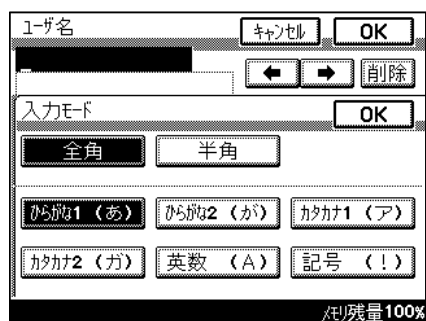 ユーザ名 キャンセル OK
← → 削除
入力モード OK
全角 半角
ひらがな1 (あ) ひらがな2 (が) カタカナ1 (ア)
カタカナ2 (ガ) 英数 (A) 記号 (!)
メモリ残量100%